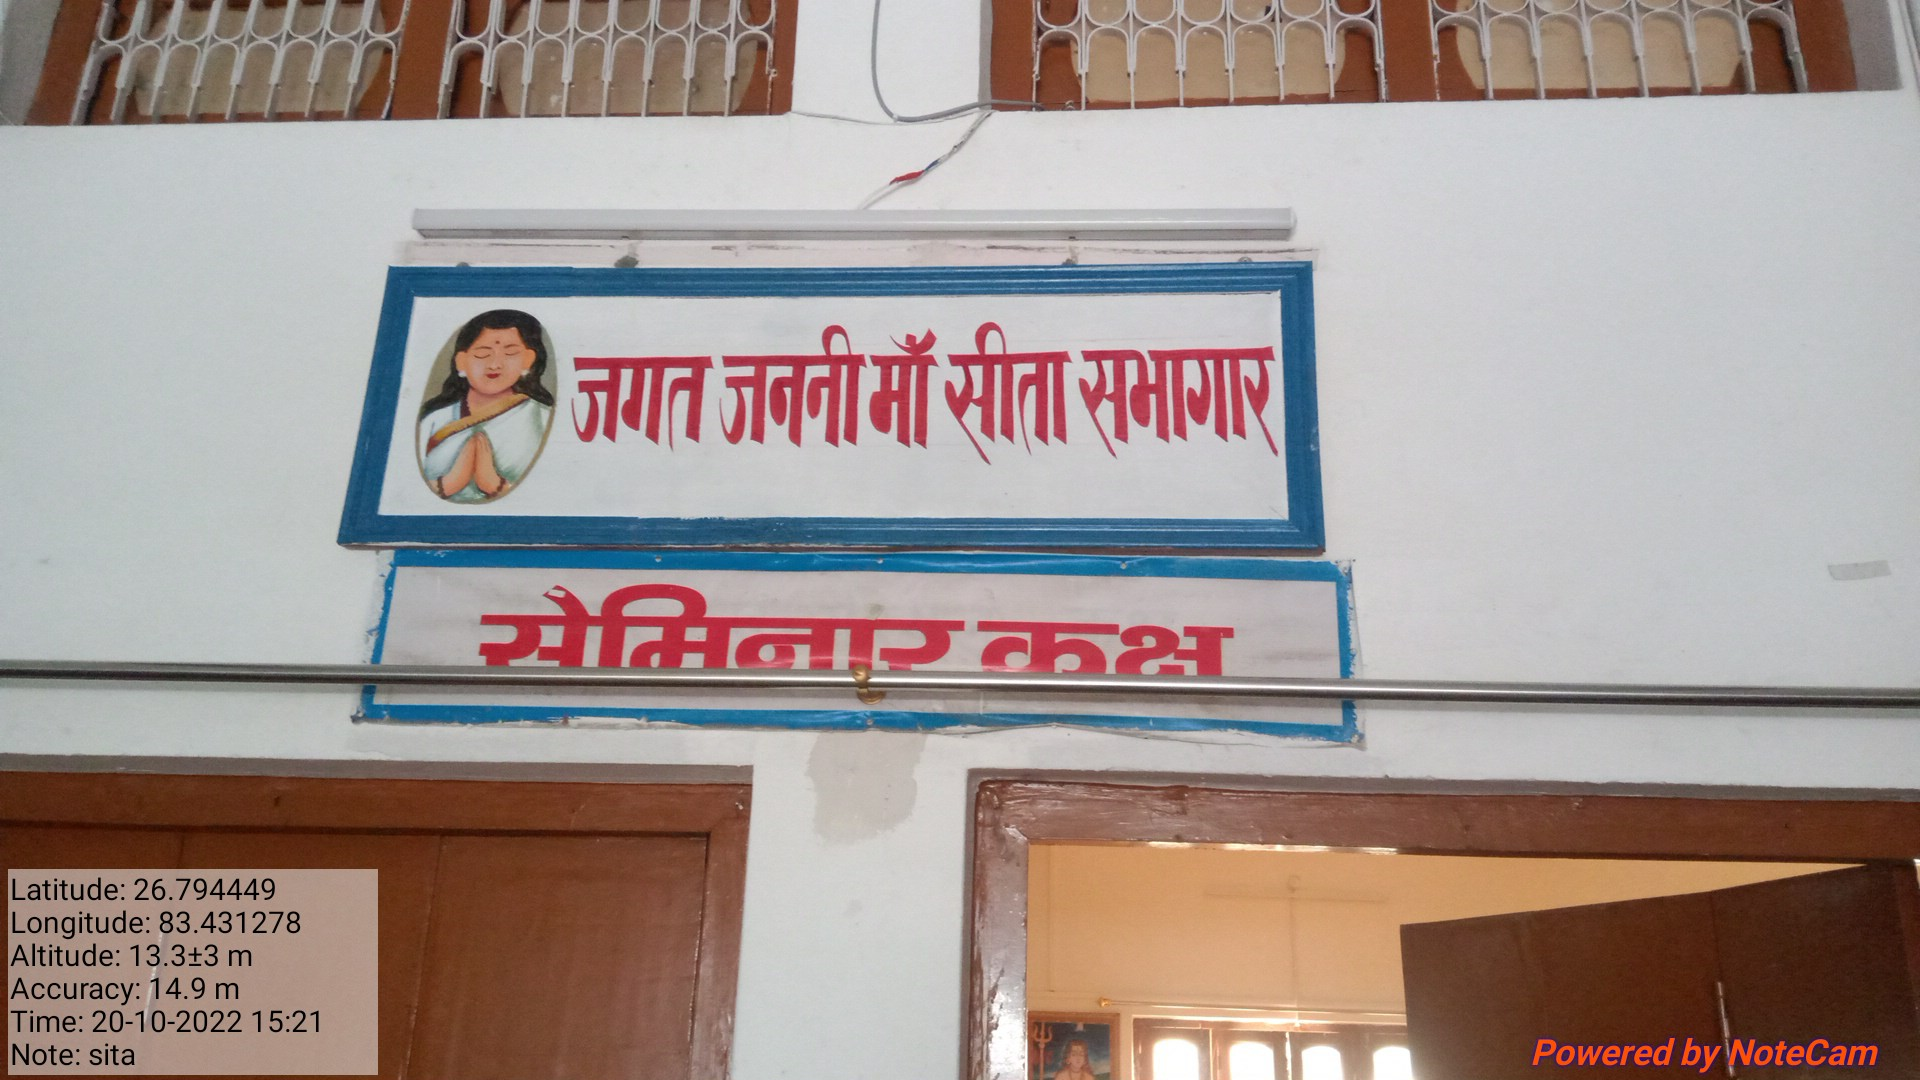 जगत जननी माँ सीता सभागार
सेमिनार कक्ष
Latitude: 26.794449
Longitude: 83.431278
Altitude: 13.3±3 m
Accuracy: 14.9 m
Time: 20-10-2022 15:21
Note: sita
Powered by NoteCam